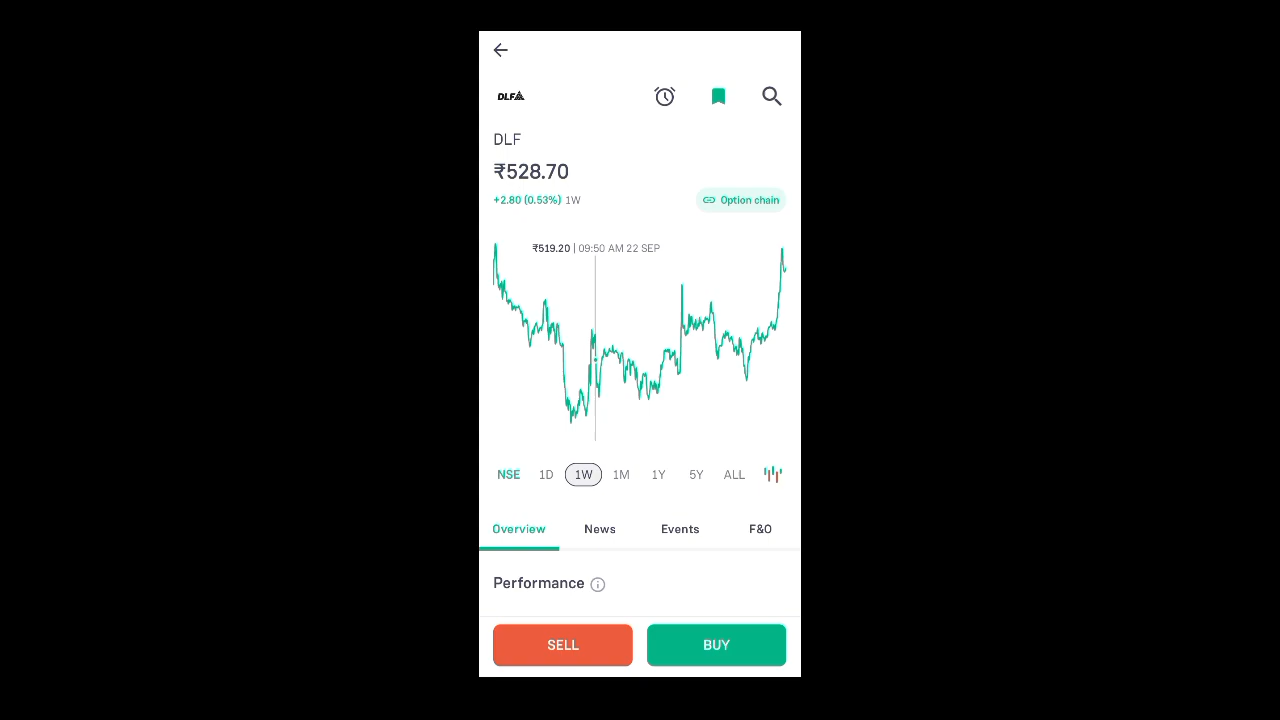 DLF
DLF
₹528.70
+2.80 (0.53%) 1W
Option chain
₹519.20 | 09:50 AM 22 SEP
NSE 1D 1W 1M 1Y 5Y ALL
Overview News Events F&O
Performance
SELL BUY